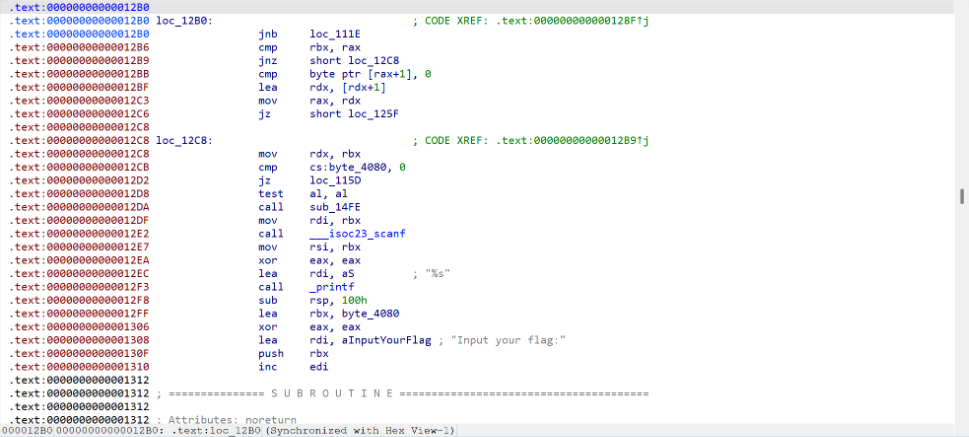 .text:00000000000012B0
.text:00000000000012B0 loc_12B0: ; CODE XREF: .text:000000000000128F↑j
.text:00000000000012B0 jnb loc_111E
.text:00000000000012B6 cmp rbx, rax
.text:00000000000012B9 jnz short loc_12C8
.text:00000000000012BB cmp byte ptr [rax+1], 0
.text:00000000000012BF lea rdx, [rdx+1]
.text:00000000000012C3 mov rax, rdx
.text:00000000000012C6 jz short loc_125F
.text:00000000000012C8
.text:00000000000012C8 loc_12C8: ; CODE XREF: .text:00000000000012B9↑j
.text:00000000000012C8 mov rdx, rbx
.text:00000000000012CB cmp cs:byte_4080, 0
.text:00000000000012D2 jz loc_115D
.text:00000000000012D8 test al, al
.text:00000000000012DA call sub_14FE
.text:00000000000012DF mov rdi, rbx
.text:00000000000012E2 call ___isoc23_scanf
.text:00000000000012E7 mov rsi, rbx
.text:00000000000012EA xor eax, eax
.text:00000000000012EC lea rdi, aS ; "%s"
.text:00000000000012F3 call _printf
.text:00000000000012F8 sub rsp, 100h
.text:00000000000012FF lea rbx, byte_4080
.text:0000000000001306 xor eax, eax
.text:0000000000001308 lea rdi, aInputYourFlag ; "Input your flag:"
.text:000000000000130F push rbx
.text:0000000000001310 inc edi
.text:0000000000001312
.text:0000000000001312 ; =============== S U B R O U T I N E =======================================
.text:0000000000001312
.text:0000000000001312 ; Attributes: noreturn
000012B0 00000000000012B0: .text:loc_12B0 (Synchronized with Hex View-1)